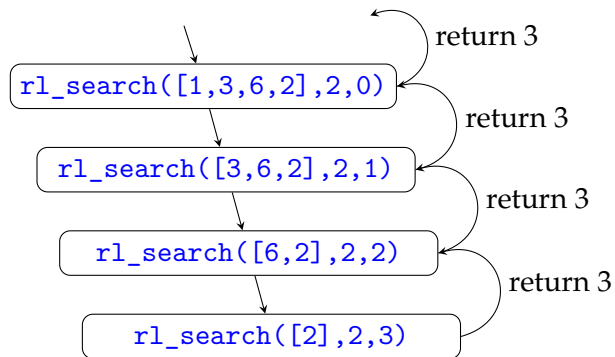 return 3
rl_search([1,3,6,2],2,0)
return 3
rl_search([3,6,2],2,1)
return 3
rl_search([6,2],2,2)
return 3
rl_search([2],2,3)